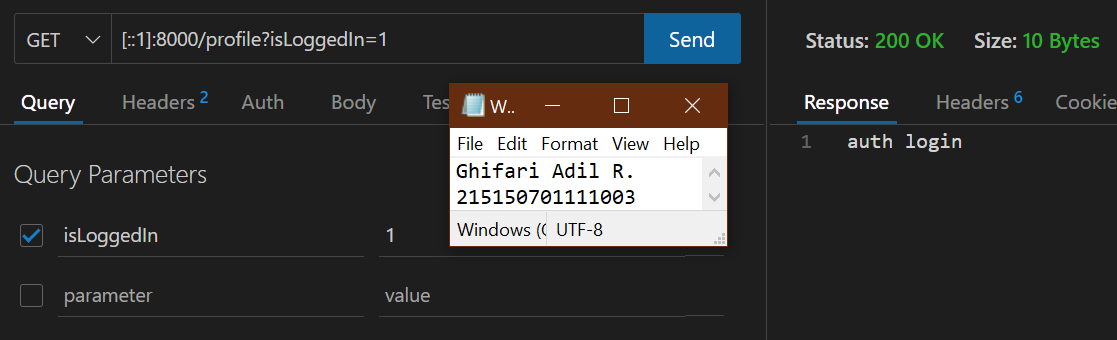 GET [::1]:8000/profile?isLoggedIn=1 Send
Query Headers 2 Auth Body Tes
Query Parameters
isLoggedIn 1
parameter value
W..
File Edit Format View Help
Ghifari Adil R.
215150701111003
Windows (C UTF-8
Status: 200 OK Size: 10 Bytes
Response Headers 6 Cookie
1 auth login